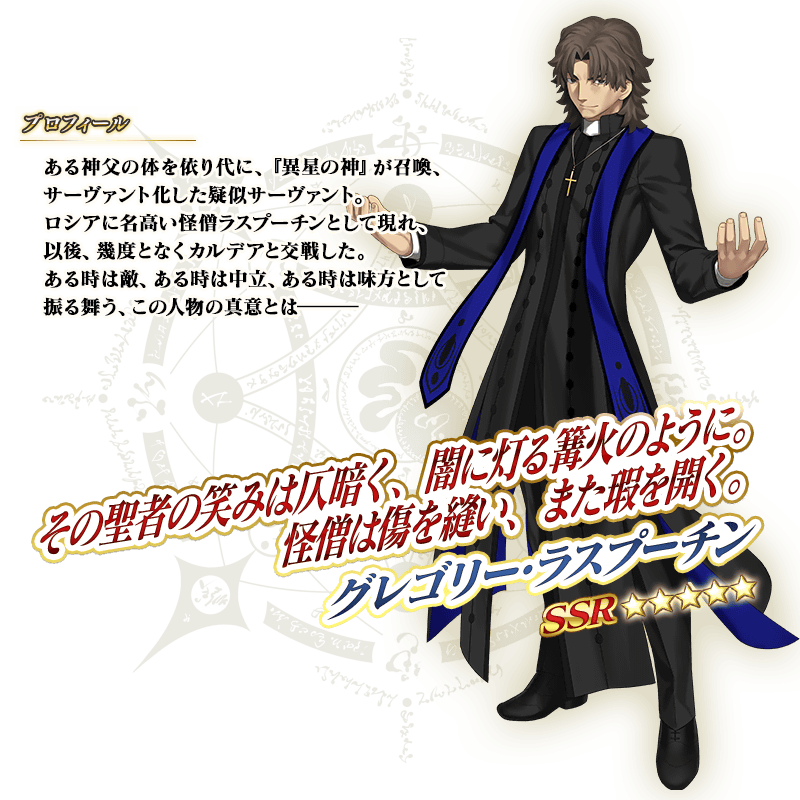 プロフィール
ある神父の体を依り代に、『異星の神』が召喚、
サーヴァント化した疑似サーヴァント。
ロシアに名高い怪僧ラスプーチンとして現れ、
以後、幾度となくカルデアと交戦した。
ある時は敵、ある時は中立、ある時は味方として
振る舞う、この人物の真意とは———
その聖者の笑みは仄暗く、闇に灯る篝火のように。
怪僧は傷を縫い、また瑕を開く。
グレゴリー・ラスプーチン
SSR